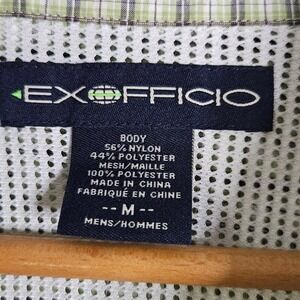 EXOFFICIO
BODY
56% NYLON
44% POLYESTER
MESH/MAILLE
100% POLYESTER
MADE IN CHINA
FABRIQUÉ EN CHINE
-- M --
MENS/HOMMES